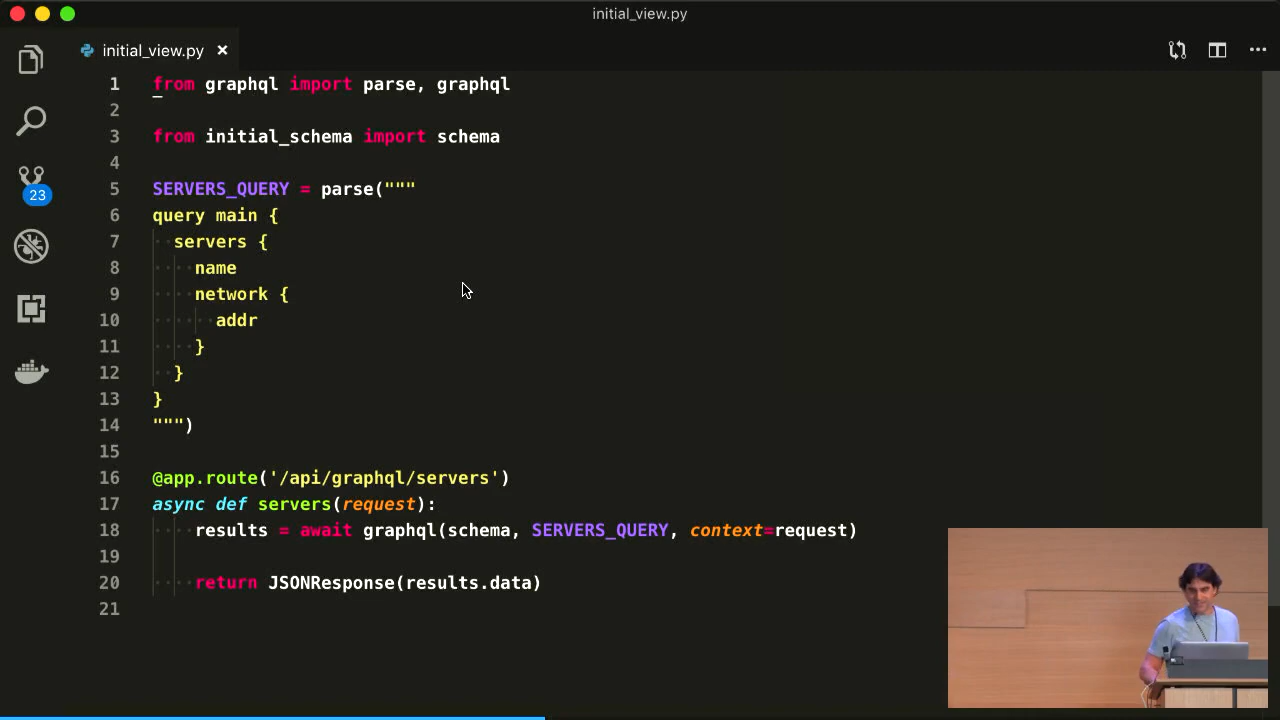 initial_view.py
initial_view.py
1 from graphql import parse, graphql
2
3 from initial_schema import schema
4
5 SERVERS_QUERY = parse("""
6 query main {
7 servers {
8 name
9 network {
10 addr
11 }
12 }
13 }
14 """)
15
16 @app.route('/api/graphql/servers')
17 async def servers(request):
18 results = await graphql(schema, SERVERS_QUERY, context=request)
19
20 return JSONResponse(results.data)
21
23